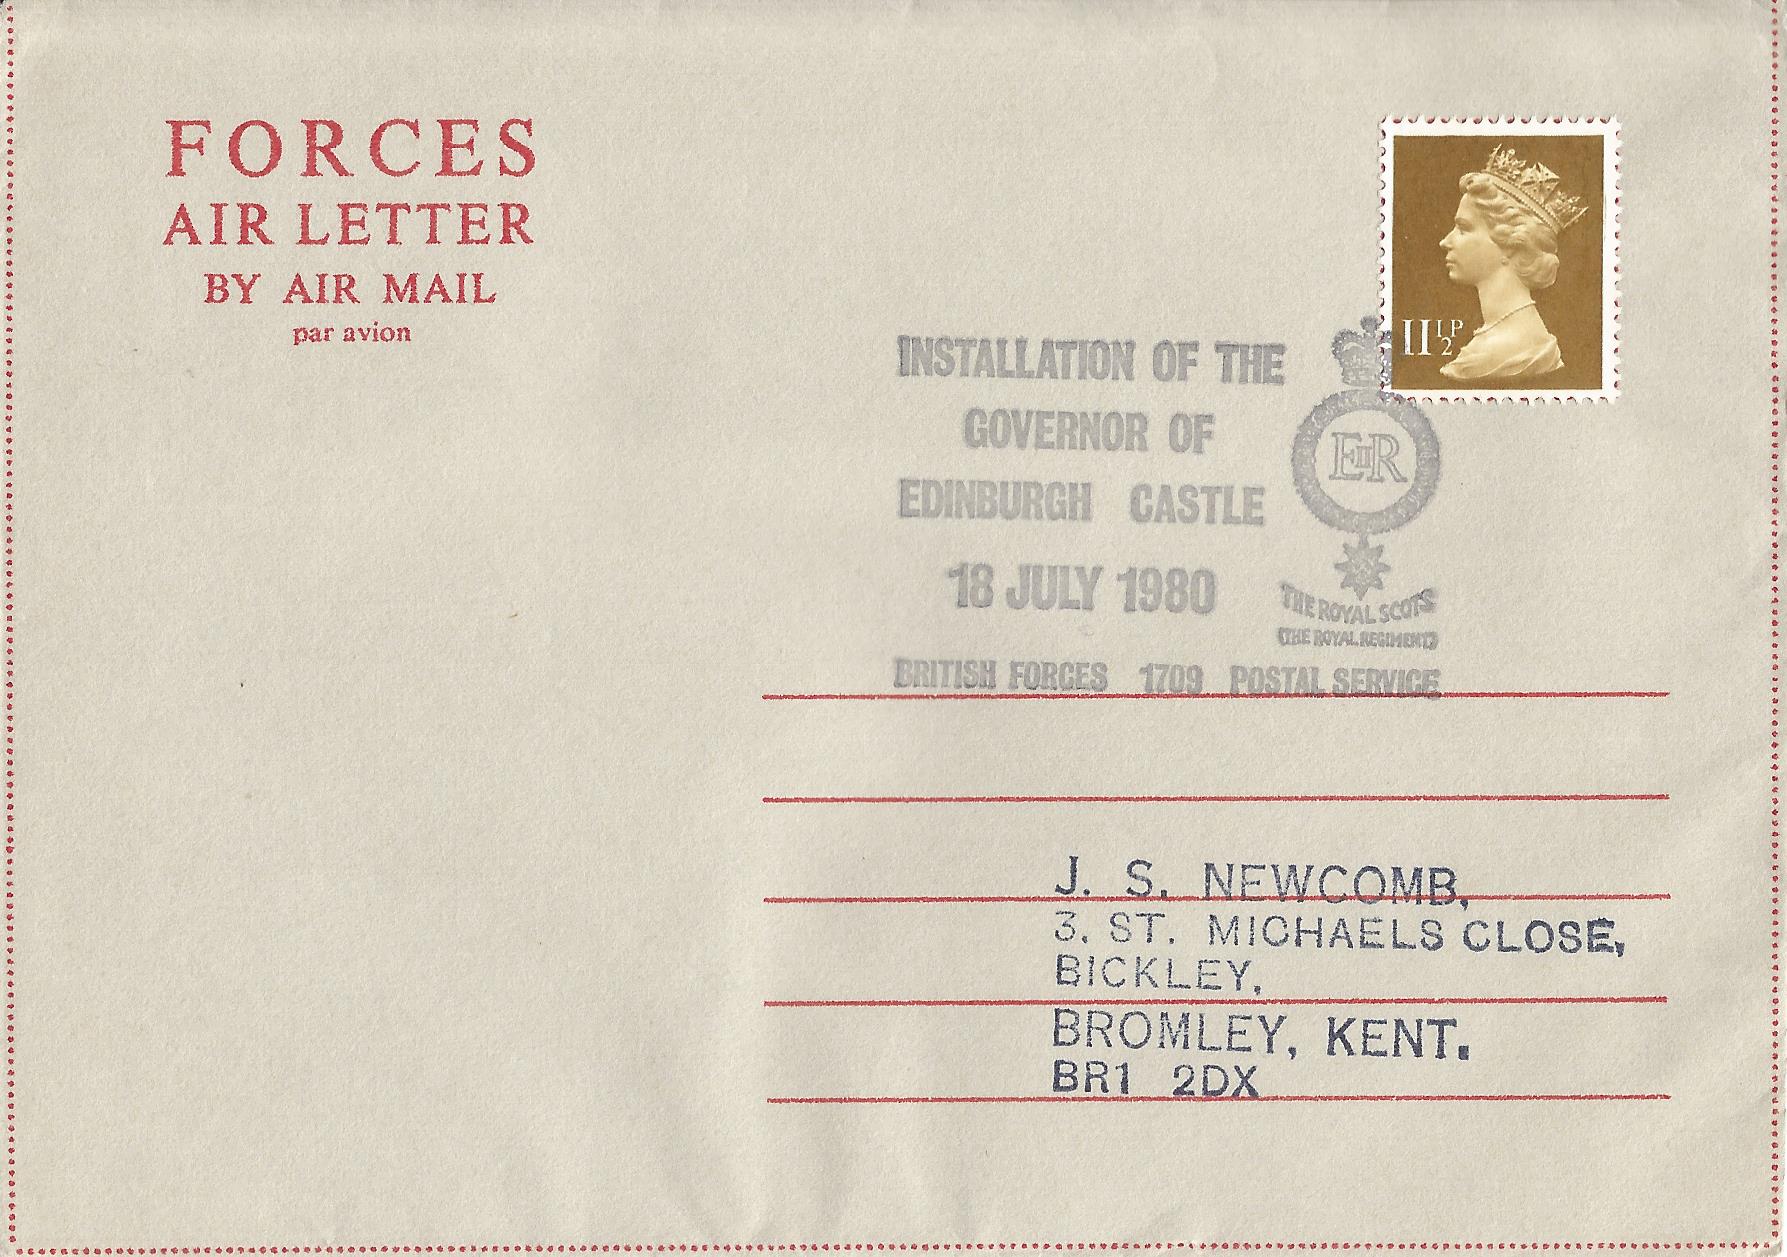 FORCES
AIR LETTER
BY AIR MAIL
par avion
11½P
INSTALLATION OF THE
GOVERNOR OF
EDINBURGH CASTLE
18 JULY 1980
EIIR
THE ROYAL SCOTS
(THE ROYAL REGIMENT)
BRITISH FORCES 1709 POSTAL SERVICE
J. S. NEWCOMB,
3. ST. MICHAELS CLOSE,
BICKLEY,
BROMLEY, KENT.
BR1 2DX